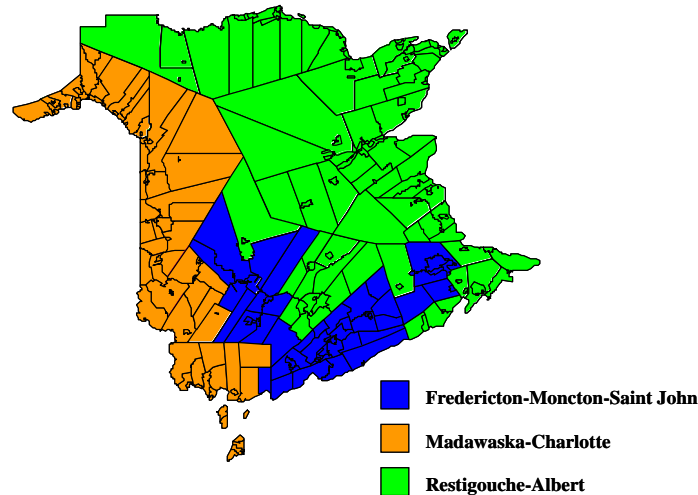 Fredericton-Moncton-Saint John
Madawaska-Charlotte
Restigouche-Albert